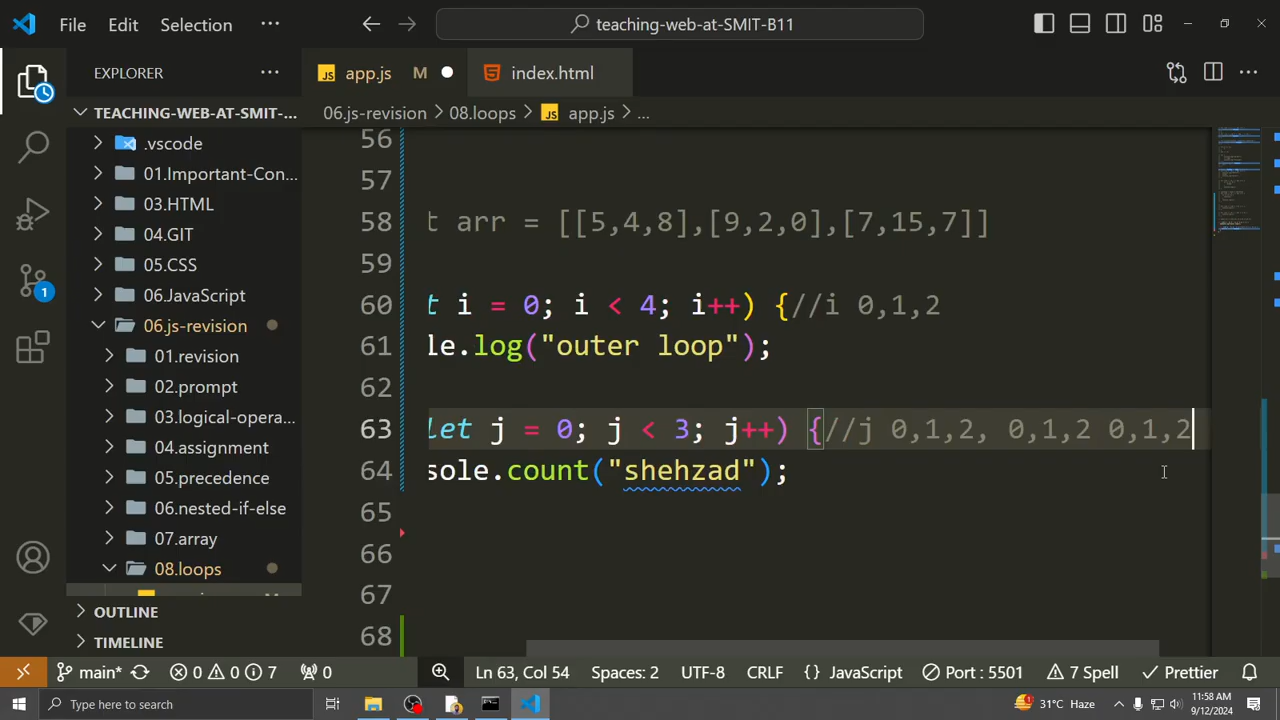 File Edit Selection ··· teaching-web-at-SMIT-B11
EXPLORER ···
JS app.js M
index.html
TEACHING-WEB-AT-SMIT-...
06.js-revision > 08.loops > JS app.js > ...
.vscode
01.Important-Con...
03.HTML
04.GIT
05.CSS
06.JavaScript
06.js-revision
01.revision
02.prompt
03.logical-opera...
04.assignment
05.precedence
06.nested-if-else
07.array
08.loops
OUTLINE
TIMELINE
56
57
58 t arr = [[5,4,8],[9,2,0],[7,15,7]]
59
60 t i = 0; i < 4; i++) {//i 0,1,2
61 le.log("outer loop");
62
63 let j = 0; j < 3; j++) {//j 0,1,2, 0,1,2 0,1,2
64 sole.count("shehzad");
65
66
67
68
1
main* 0 0 7 0 Ln 63, Col 54 Spaces: 2 UTF-8 CRLF {} JavaScript Port : 5501 7 Spell Prettier
Type here to search
31°C Haze
11:58 AM
9/12/2024